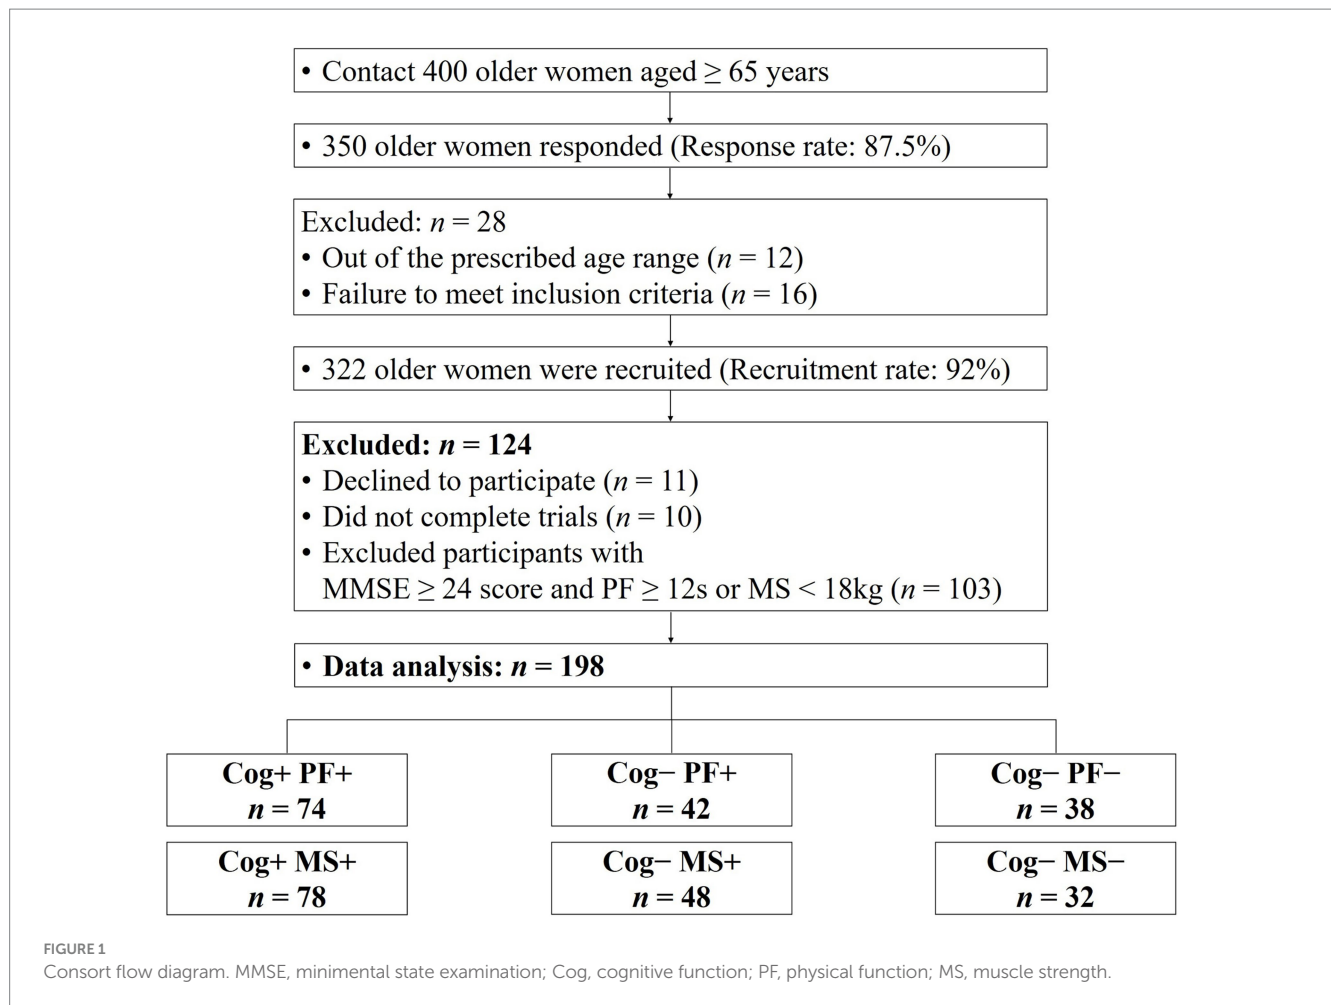 • Contact 400 older women aged ≥ 65 years
• 350 older women responded (Response rate: 87.5%)
Excluded: n = 28
• Out of the prescribed age range (n = 12)
• Failure to meet inclusion criteria (n = 16)
• 322 older women were recruited (Recruitment rate: 92%)
Excluded: n = 124
• Declined to participate (n = 11)
• Did not complete trials (n = 10)
• Excluded participants with
MMSE ≥ 24 score and PF ≥ 12s or MS < 18kg (n = 103)
• Data analysis: n = 198
Cog+ PF+
n = 74
Cog− PF+
n = 42
Cog− PF−
n = 38
Cog+ MS+
n = 78
Cog− MS+
n = 48
Cog− MS−
n = 32
FIGURE 1
Consort flow diagram. MMSE, minimental state examination; Cog, cognitive function; PF, physical function; MS, muscle strength.